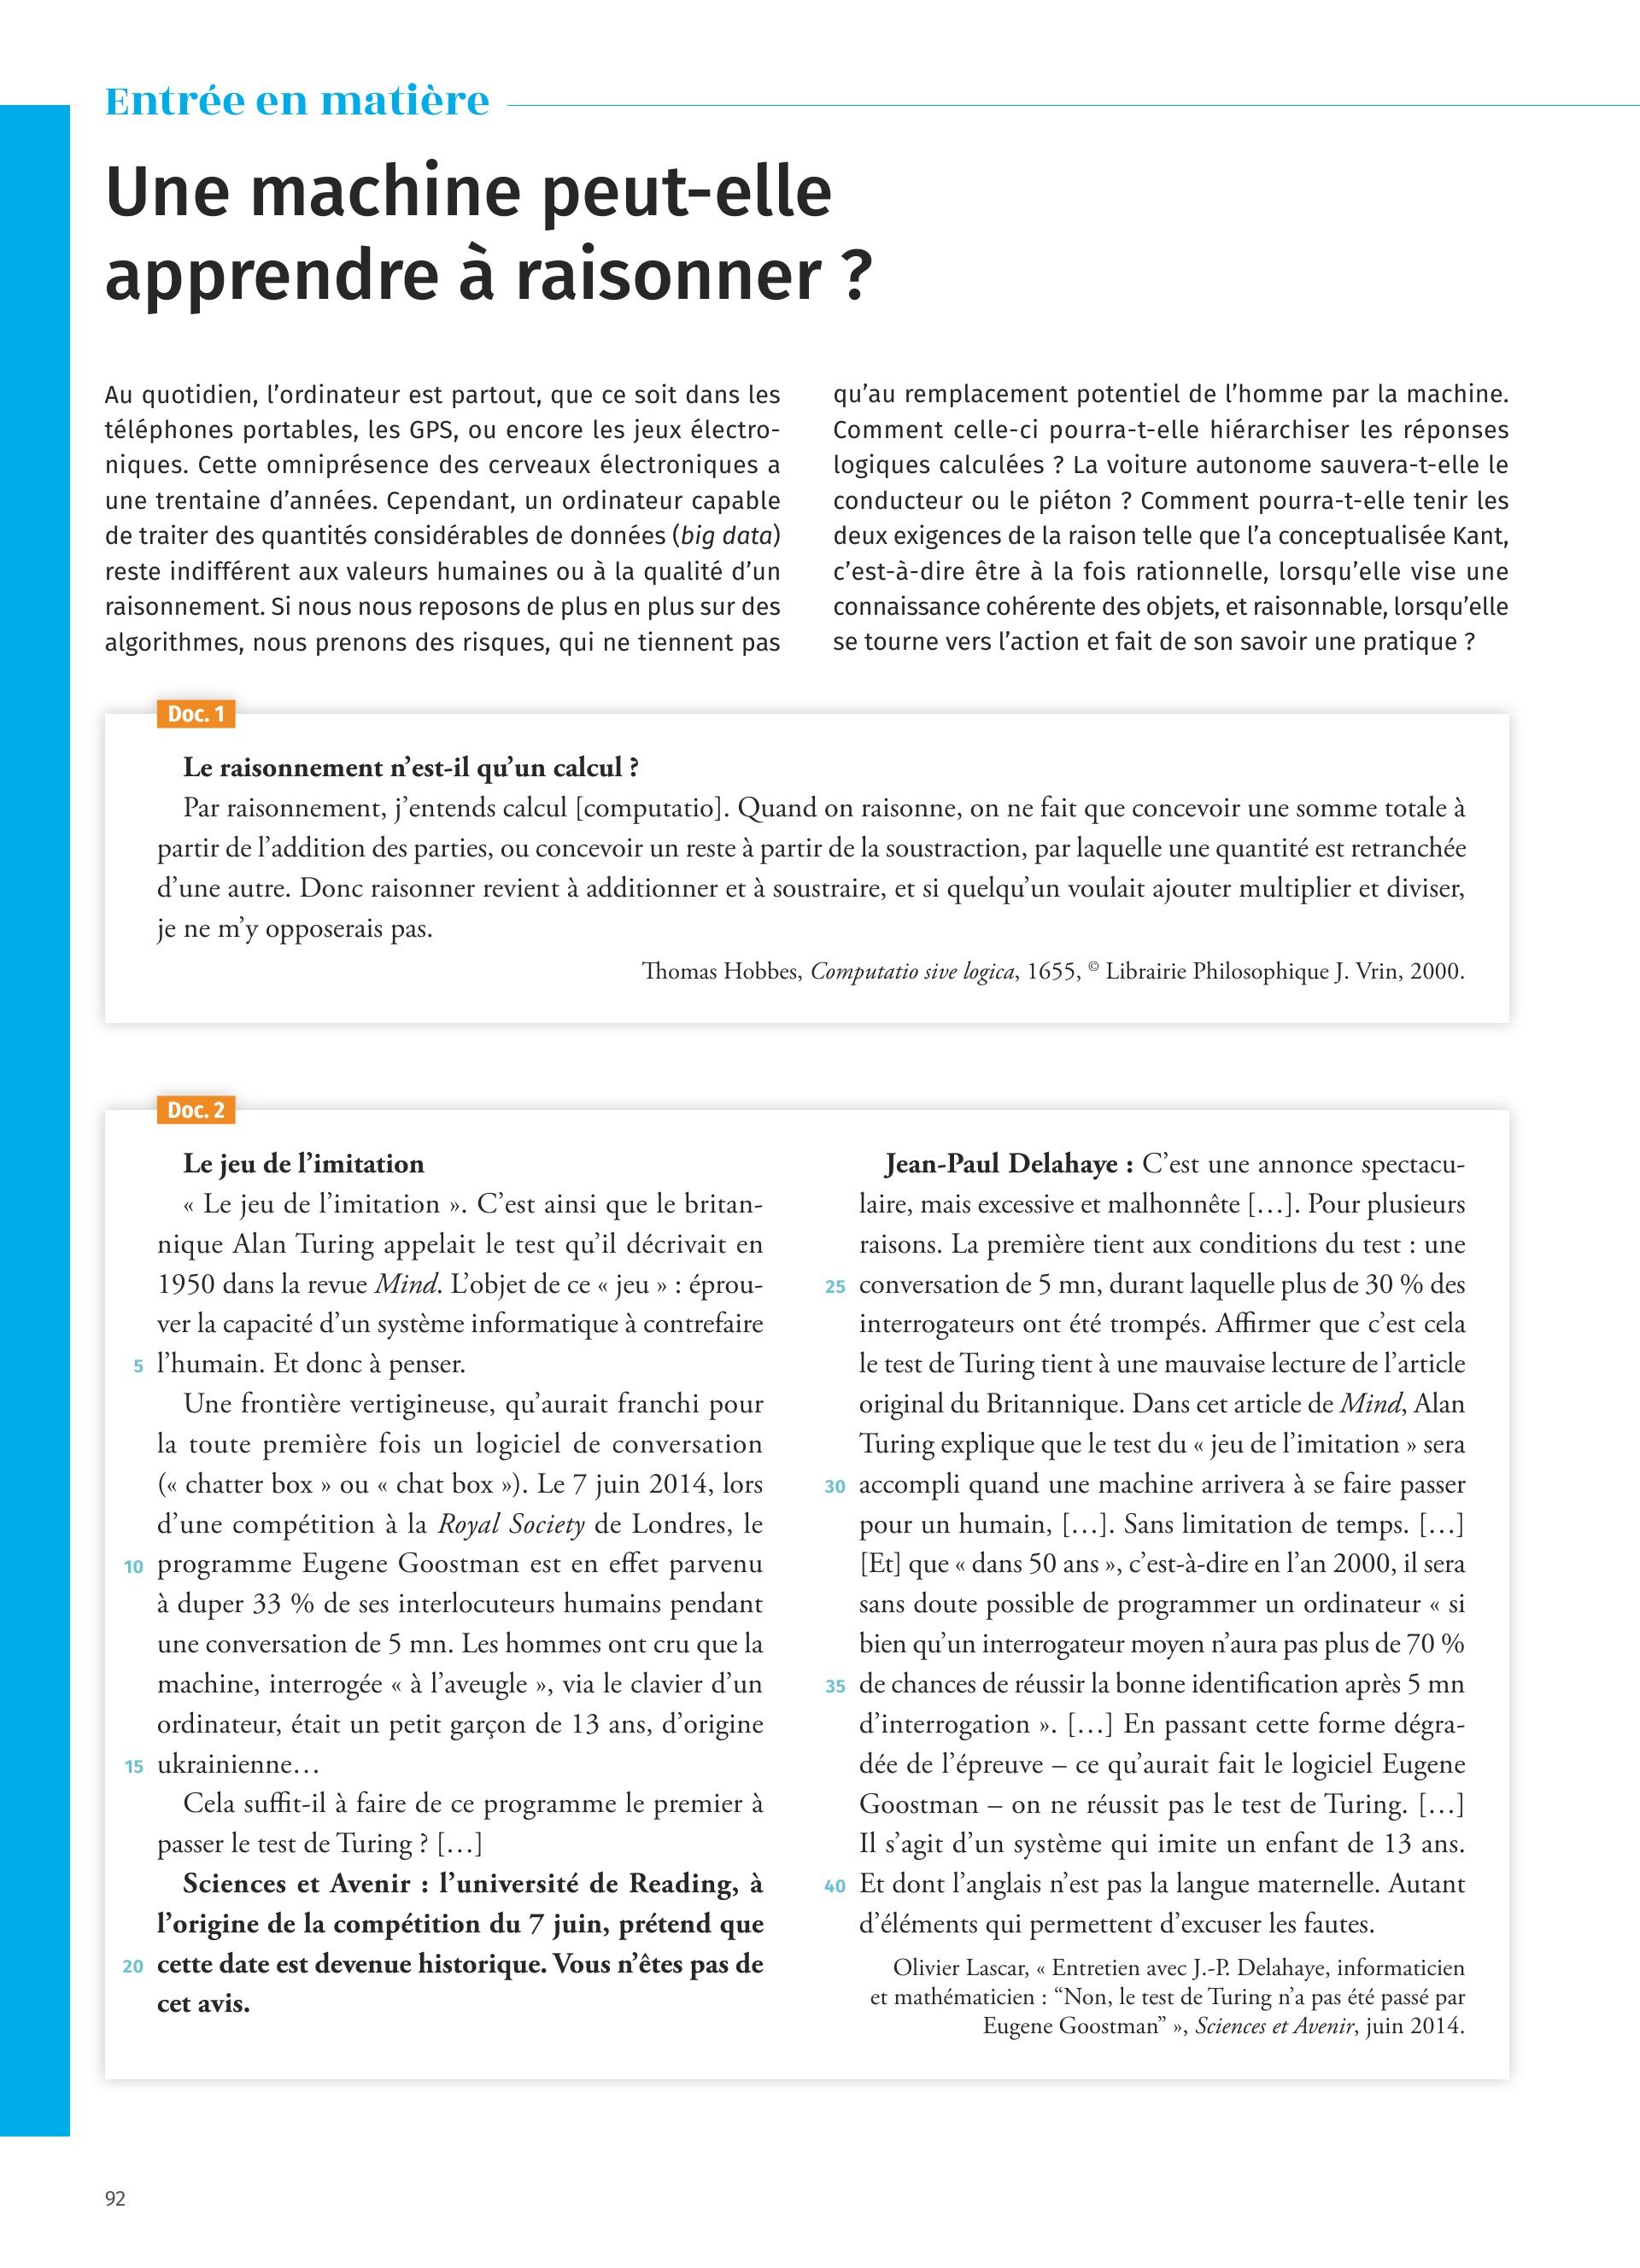 Entrée en matière
Une machine peut-elle
apprendre à raisonner ?
Au quotidien, l’ordinateur est partout, que ce soit dans les
téléphones portables, les GPS, ou encore les jeux électro-
niques. Cette omniprésence des cerveaux électroniques a
une trentaine d’années. Cependant, un ordinateur capable
de traiter des quantités considérables de données (big data)
reste indifférent aux valeurs humaines ou à la qualité d’un
raisonnement. Si nous nous reposons de plus en plus sur des
algorithmes, nous prenons des risques, qui ne tiennent pas
qu’au remplacement potentiel de l’homme par la machine.
Comment celle-ci pourra-t-elle hiérarchiser les réponses
logiques calculées ? La voiture autonome sauvera-t-elle le
conducteur ou le piéton ? Comment pourra-t-elle tenir les
deux exigences de la raison telle que l’a conceptualisée Kant,
c’est-à-dire être à la fois rationnelle, lorsqu’elle vise une
connaissance cohérente des objets, et raisonnable, lorsqu’elle
se tourne vers l’action et fait de son savoir une pratique ?
Doc. 1
Le raisonnement n’est-il qu’un calcul ?
Par raisonnement, j’entends calcul [computatio]. Quand on raisonne, on ne fait que concevoir une somme totale à
partir de l’addition des parties, ou concevoir un reste à partir de la soustraction, par laquelle une quantité est retranchée
d’une autre. Donc raisonner revient à additionner et à soustraire, et si quelqu’un voulait ajouter multiplier et diviser,
je ne m’y opposerais pas.
Thomas Hobbes, Computatio sive logica, 1655, © Librairie Philosophique J. Vrin, 2000.
Doc. 2
Le jeu de l’imitation
« Le jeu de l’imitation ». C’est ainsi que le britan-
nique Alan Turing appelait le test qu’il décrivait en
1950 dans la revue Mind. L’objet de ce « jeu » : éprou-
ver la capacité d’un système informatique à contrefaire
5 l’humain. Et donc à penser.
Une frontière vertigineuse, qu’aurait franchi pour
la toute première fois un logiciel de conversation
(« chatter box » ou « chat box »). Le 7 juin 2014, lors
d’une compétition à la Royal Society de Londres, le
10 programme Eugene Goostman est en effet parvenu
à duper 33 % de ses interlocuteurs humains pendant
une conversation de 5 mn. Les hommes ont cru que la
machine, interrogée « à l’aveugle », via le clavier d’un
ordinateur, était un petit garçon de 13 ans, d’origine
15 ukrainienne…
Cela suffit-il à faire de ce programme le premier à
passer le test de Turing ? […]
Sciences et Avenir : l’université de Reading, à
l’origine de la compétition du 7 juin, prétend que
20 cette date est devenue historique. Vous n’êtes pas de
cet avis.
Jean-Paul Delahaye : C’est une annonce spectacu-
laire, mais excessive et malhonnête […]. Pour plusieurs
raisons. La première tient aux conditions du test : une
25 conversation de 5 mn, durant laquelle plus de 30 % des
interrogateurs ont été trompés. Affirmer que c’est cela
le test de Turing tient à une mauvaise lecture de l’article
original du Britannique. Dans cet article de Mind, Alan
Turing explique que le test du « jeu de l’imitation » sera
30 accompli quand une machine arrivera à se faire passer
pour un humain, […]. Sans limitation de temps. […]
[Et] que « dans 50 ans », c’est-à-dire en l’an 2000, il sera
sans doute possible de programmer un ordinateur « si
bien qu’un interrogateur moyen n’aura pas plus de 70 %
35 de chances de réussir la bonne identification après 5 mn
d’interrogation ». […] En passant cette forme dégra-
dée de l’épreuve – ce qu’aurait fait le logiciel Eugene
Goostman – on ne réussit pas le test de Turing. […]
Il s’agit d’un système qui imite un enfant de 13 ans.
40 Et dont l’anglais n’est pas la langue maternelle. Autant
d’éléments qui permettent d’excuser les fautes.
Olivier Lascar, « Entretien avec J.-P. Delahaye, informaticien
et mathématicien : “Non, le test de Turing n’a pas été passé par
Eugene Goostman” », Sciences et Avenir, juin 2014.
92